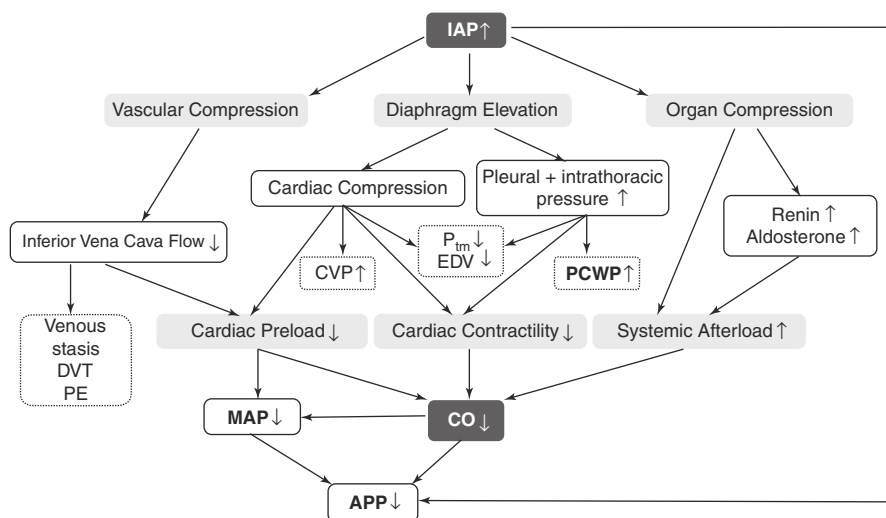 IAP↑
Vascular Compression
Diaphragm Elevation
Organ Compression
Cardiac Compression
Pleural + intrathoracic
pressure ↑
Renin↑
Aldosterone↑
Inferior Vena Cava Flow↓
CVP↑
Ptm↓
EDV↓
PCWP↑
Venous
stasis
DVT
PE
Cardiac Preload↓
Cardiac Contractility↓
Systemic Afterload↑
MAP↓
CO↓
APP↓